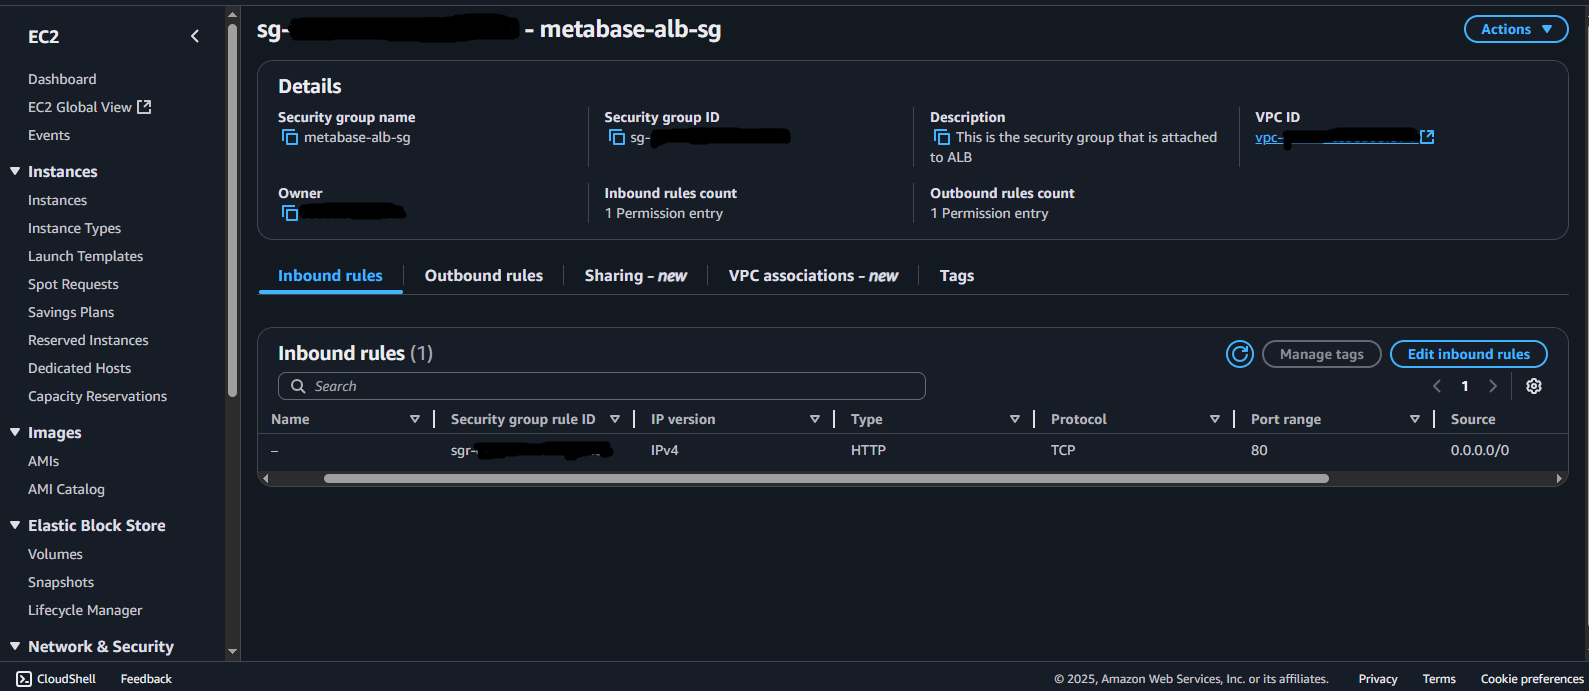 EC2
Dashboard
EC2 Global View
Events
Instances
Instances
Instance Types
Launch Templates
Spot Requests
Savings Plans
Reserved Instances
Dedicated Hosts
Capacity Reservations
Images
AMIs
AMI Catalog
Elastic Block Store
Volumes
Snapshots
Lifecycle Manager
Network & Security
sg- - metabase-alb-sg
Actions
Details
Security group name
metabase-alb-sg
Security group ID
sg-
Description
This is the security group that is attached
to ALB
VPC ID
vpc-
Owner
Inbound rules count
1 Permission entry
Outbound rules count
1 Permission entry
Inbound rules Outbound rules Sharing - new VPC associations - new Tags
Inbound rules (1)
Manage tags Edit inbound rules
Search
1
Name Security group rule ID IP version Type Protocol Port range Source
– sgr- IPv4 HTTP TCP 80 0.0.0.0/0
CloudShell Feedback © 2025, Amazon Web Services, Inc. or its affiliates. Privacy Terms Cookie preferences